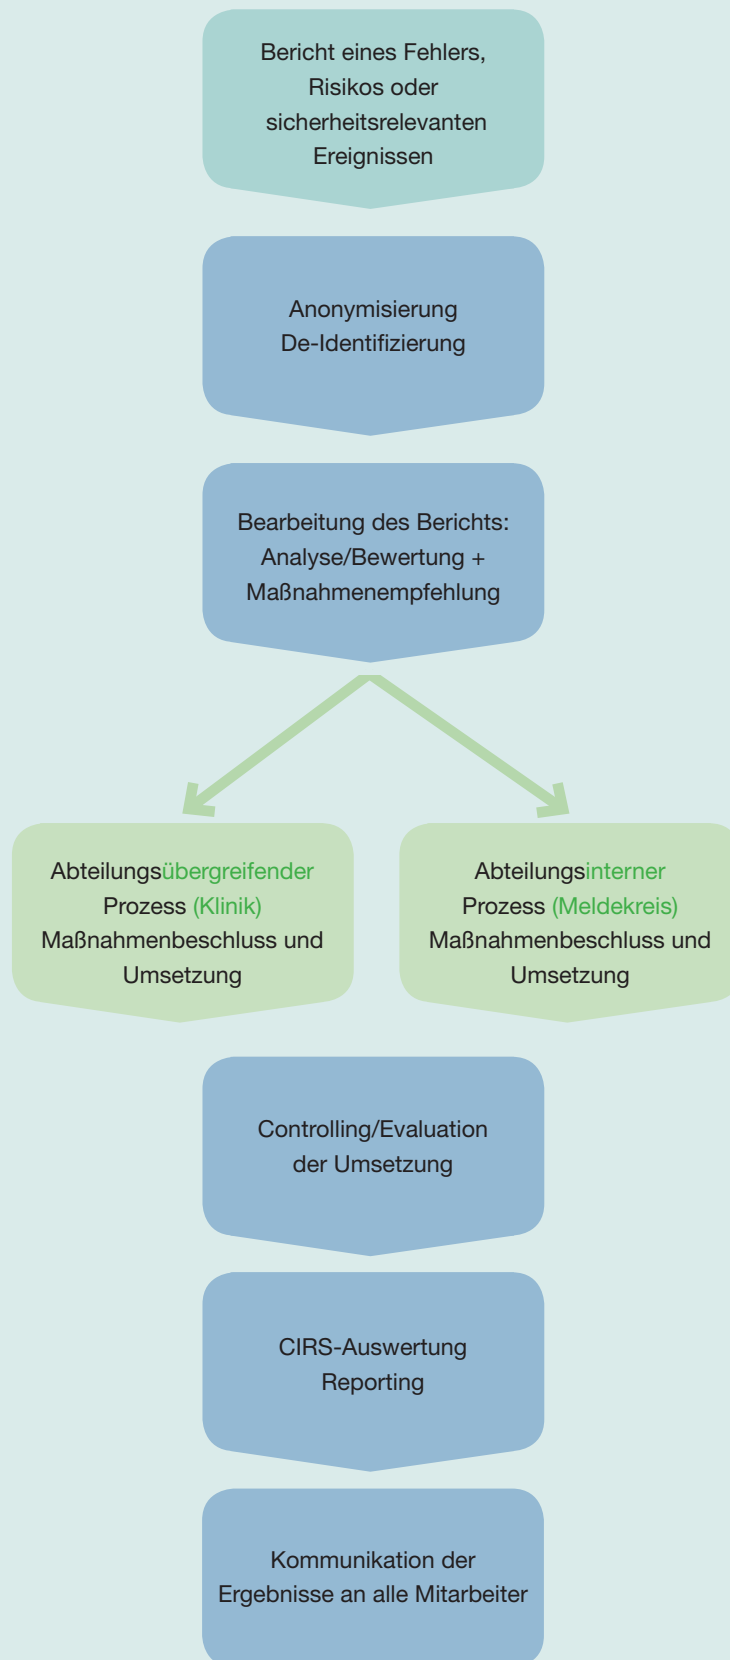 Bericht eines Fehlers,
Risikos oder
sicherheitsrelevanten
Ereignissen
Anonymisierung
De-Identifizierung
Bearbeitung des Berichts:
Analyse/Bewertung +
Maßnahmenempfehlung
Abteilungsübergreifender
Prozess (Klinik)
Maßnahmenbeschluss und
Umsetzung
Abteilungsinterner
Prozess (Meldekreis)
Maßnahmenbeschluss und
Umsetzung
Controlling/Evaluation
der Umsetzung
CIRS-Auswertung
Reporting
Kommunikation der
Ergebnisse an alle Mitarbeiter